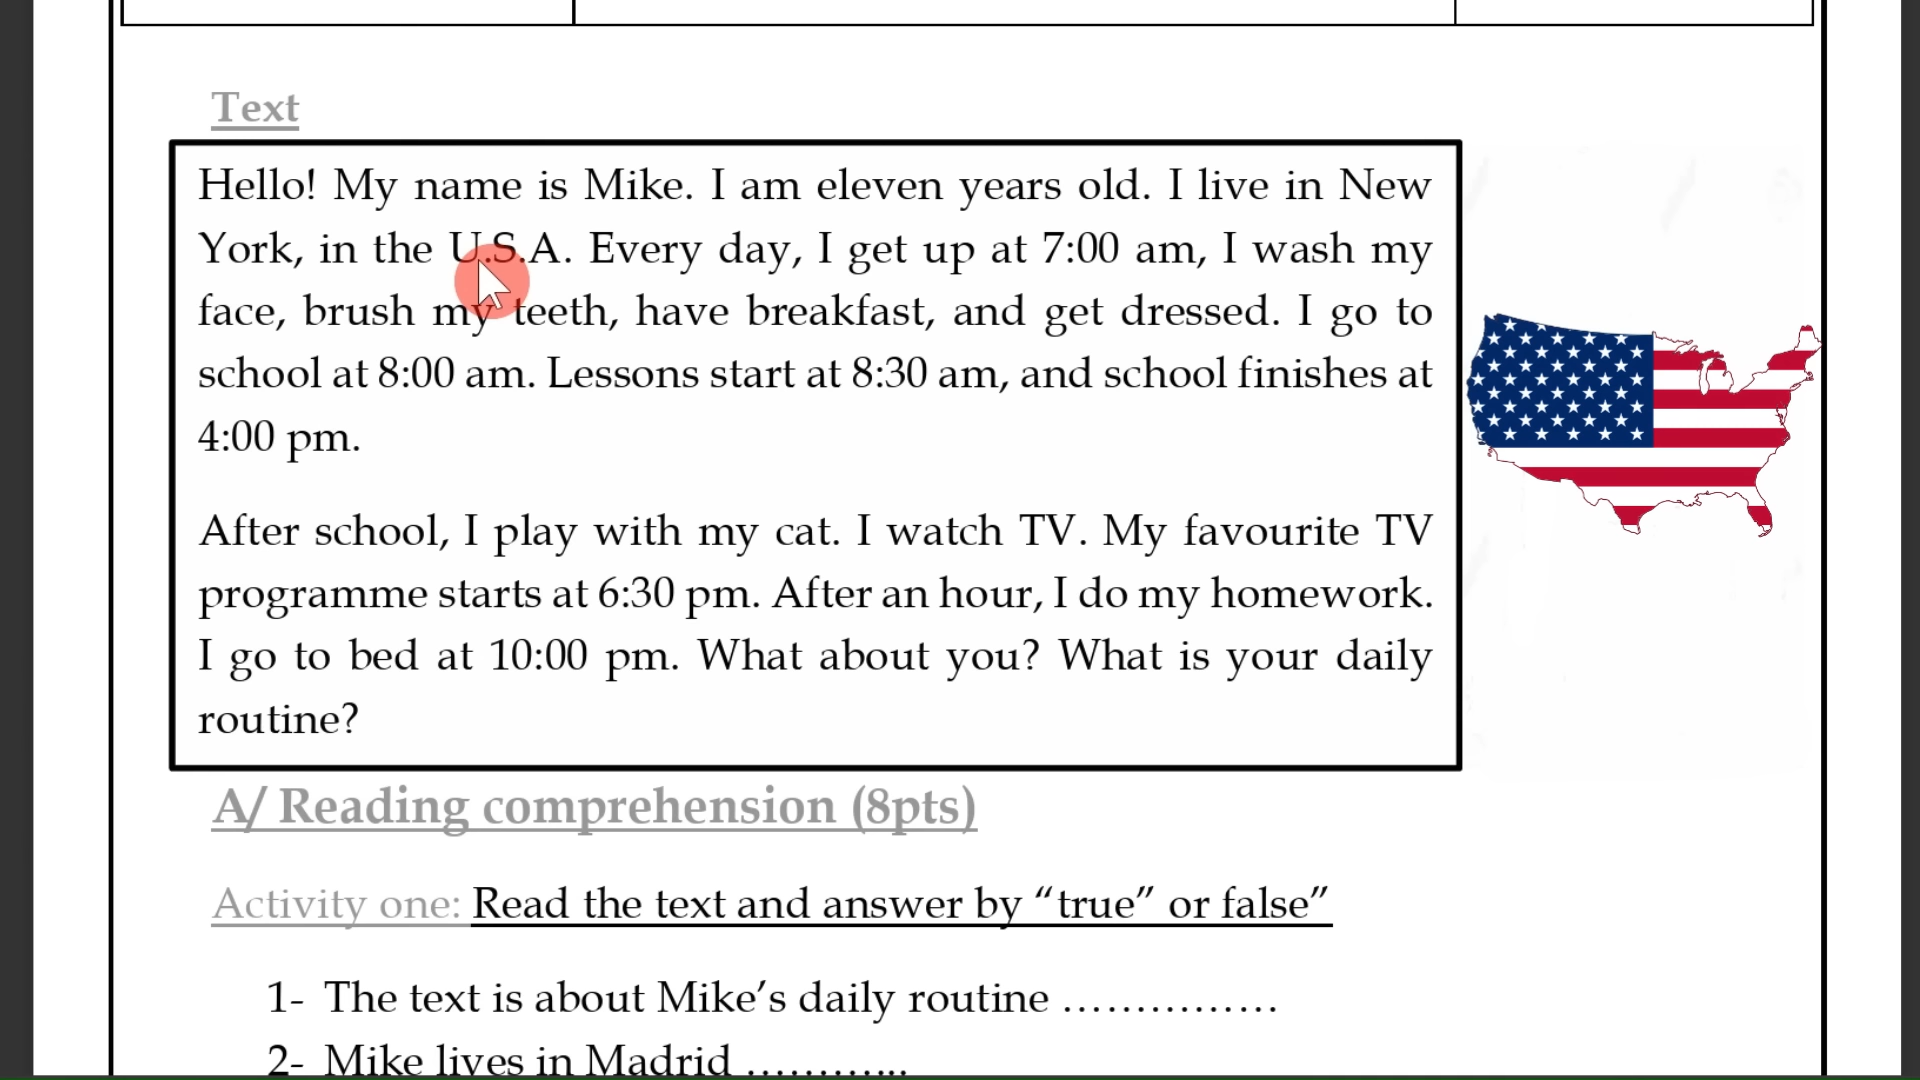 Text
Hello! My name is Mike. I am eleven years old. I live in New
York, in the U.S.A. Every day, I get up at 7:00 am, I wash my
face, brush my teeth, have breakfast, and get dressed. I go to
school at 8:00 am. Lessons start at 8:30 am, and school finishes at
4:00 pm.
After school, I play with my cat. I watch TV. My favourite TV
programme starts at 6:30 pm. After an hour, I do my homework.
I go to bed at 10:00 pm. What about you? What is your daily
routine?
A/ Reading comprehension (8pts)
Activity one: Read the text and answer by “true” or false”
1- The text is about Mike’s daily routine ……………
2- Mike lives in Madrid ………...